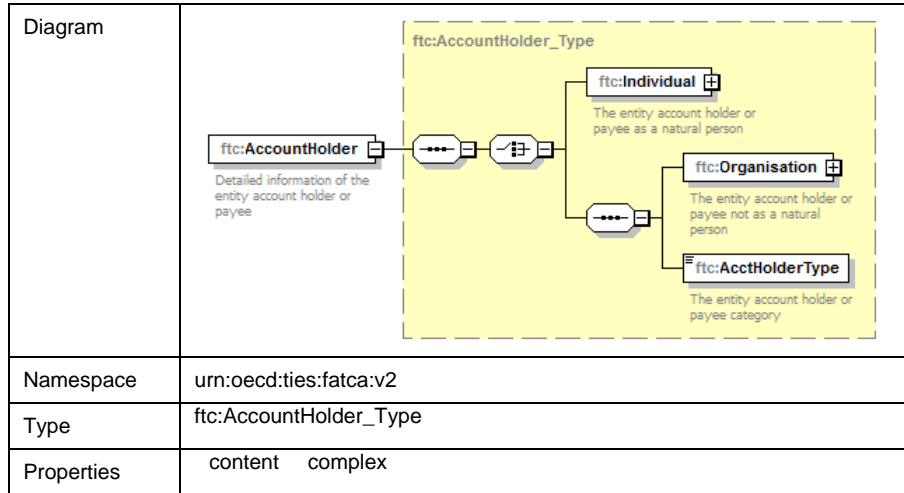 Diagram
ftc:AccountHolder_Type
ftc:Individual
The entity account holder or
payee as a natural person
ftc:AccountHolder
Detailed information of the
entity account holder or
payee
ftc:Organisation
The entity account holder or
payee not as a natural
person
ftc:AcctHolderType
The entity account holder or
payee category
Namespace urn:oecd:ties:fatca:v2
Type ftc:AccountHolder_Type
Properties content complex